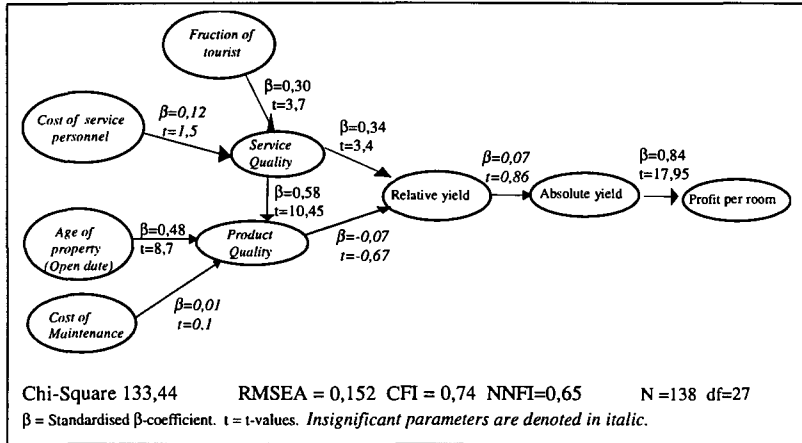 Fraction of
tourist
β=0,30
t=3,7
Cost of service
personnel
β=0,12
t=1,5
Service
Quality
β=0,34
t=3,4
β=0,58
t=10,45
Relative yield
β=0,07
t=0,86
Absolute yield
β=0,84
t=17,95
Profit per room
Age of
property
(Open date)
β=0,48
t=8,7
Product
Quality
β=-0,07
t=-0,67
Cost of
Maintenance
β=0,01
t=0.1
Chi-Square 133,44 RMSEA = 0,152 CFI = 0,74 NNFI=0,65 N =138 df=27
β = Standardised β-coefficient. t = t-values. Insignificant parameters are denoted in italic.